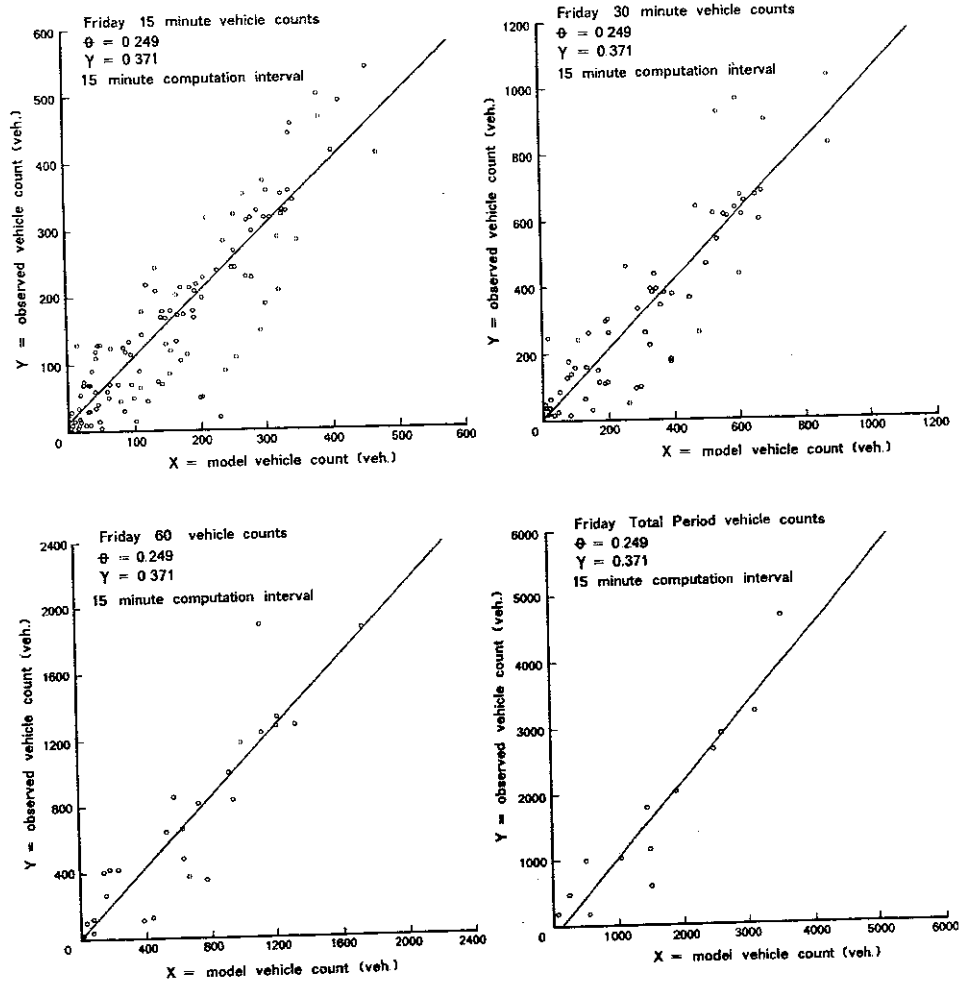 Friday 15 minute vehicle counts
θ = 0.249
Y = 0.371
15 minute computation interval
600
500
400
300
200
100
0
100
200
300
400
500
600
Y = observed vehicle count (veh.)
X = model vehicle count (veh.)
Friday 30 minute vehicle counts
θ = 0.249
Y = 0.371
15 minute computation interval
1200
1000
800
600
400
200
0
200
400
600
800
1000
1200
Y = observed vehicle count (veh.)
X = model vehicle count (veh.)
Friday 60 vehicle counts
θ = 0.249
Y = 0.371
15 minute computation interval
2400
2000
1600
1200
800
400
0
400
800
1200
1600
2000
2400
Y = observed vehicle count (veh.)
X = model vehicle count (veh.)
Friday Total Period vehicle counts
θ = 0.249
Y = 0.371
15 minute computation interval
6000
5000
4000
3000
2000
1000
0
1000
2000
3000
4000
5000
6000
Y = observed vehicle count (veh.)
X = model vehicle count (veh.)